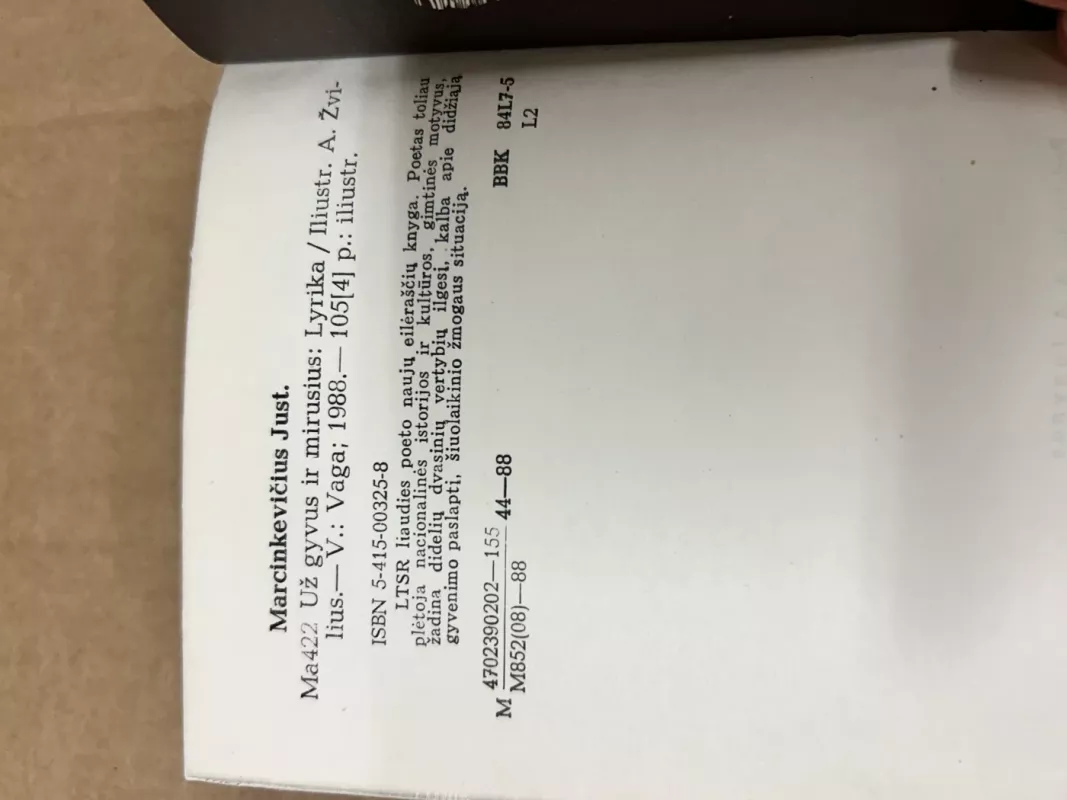 Marcinkevičius Just.
Ma422 Už gyvus ir mirusius: Lyrika / Iliustr. A. Žvi-
lius.— V.: Vaga; 1988.— 105[4] p.: iliustr.
ISBN 5-415-00325-8
LTSR liaudies poeto naujų eilėraščių knyga. Poetas toliau
plėtoja nacionalinės istorijos ir kultūros, gimtinės motyvus,
žadina didelių dvasinių vertybių ilgesį, kalba apie didžiąją
gyvenimo paslaptį, šiuolaikinio žmogaus situaciją.
M 4702390202—155 44—88
M852(08)—88
BBK 84L7-5
L2